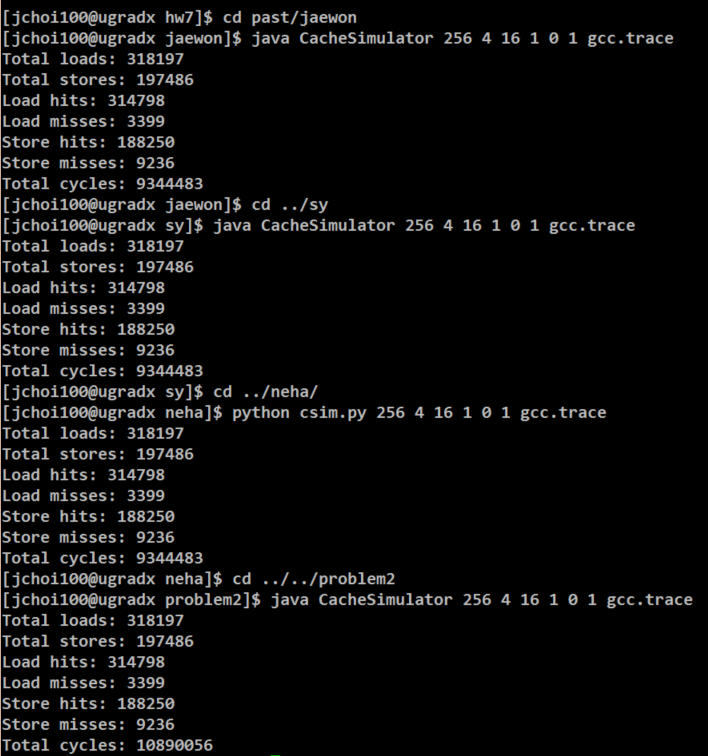 [jchoi100@ugradx hw7]$ cd past/jaewon
[jchoi100@ugradx jaewon]$ java CacheSimulator 256 4 16 1 0 1 gcc.trace
Total loads: 318197
Total stores: 197486
Load hits: 314798
Load misses: 3399
Store hits: 188250
Store misses: 9236
Total cycles: 9344483
[jchoi100@ugradx jaewon]$ cd ../sy
[jchoi100@ugradx sy]$ java CacheSimulator 256 4 16 1 0 1 gcc.trace
Total loads: 318197
Total stores: 197486
Load hits: 314798
Load misses: 3399
Store hits: 188250
Store misses: 9236
Total cycles: 9344483
[jchoi100@ugradx sy]$ cd ../neha/
[jchoi100@ugradx neha]$ python csim.py 256 4 16 1 0 1 gcc.trace
Total loads: 318197
Total stores: 197486
Load hits: 314798
Load misses: 3399
Store hits: 188250
Store misses: 9236
Total cycles: 9344483
[jchoi100@ugradx neha]$ cd ../../problem2
[jchoi100@ugradx problem2]$ java CacheSimulator 256 4 16 1 0 1 gcc.trace
Total loads: 318197
Total stores: 197486
Load hits: 314798
Load misses: 3399
Store hits: 188250
Store misses: 9236
Total cycles: 10890056